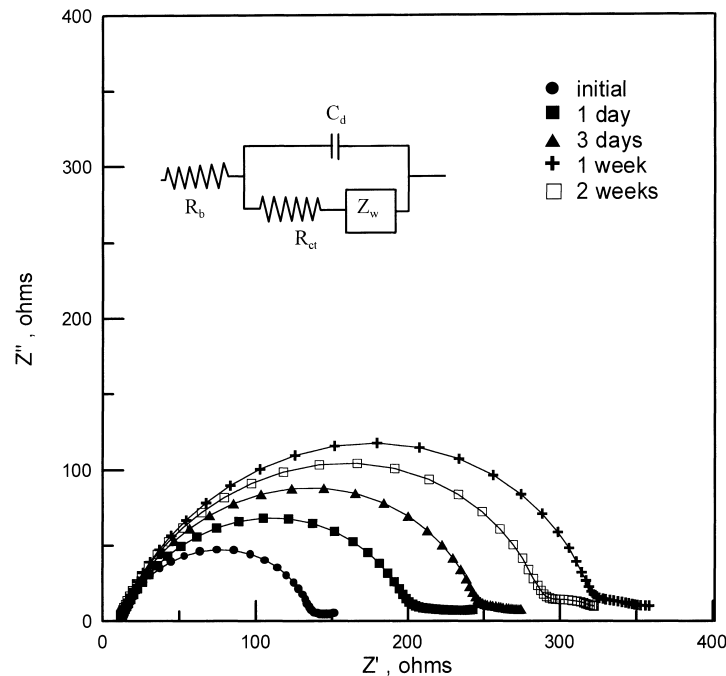 400
300
200
100
0
Z'' , ohms
initial
1 day
3 days
1 week
2 weeks
C_d
R_b
R_ct
Z_w
0
100
200
300
400
Z' , ohms